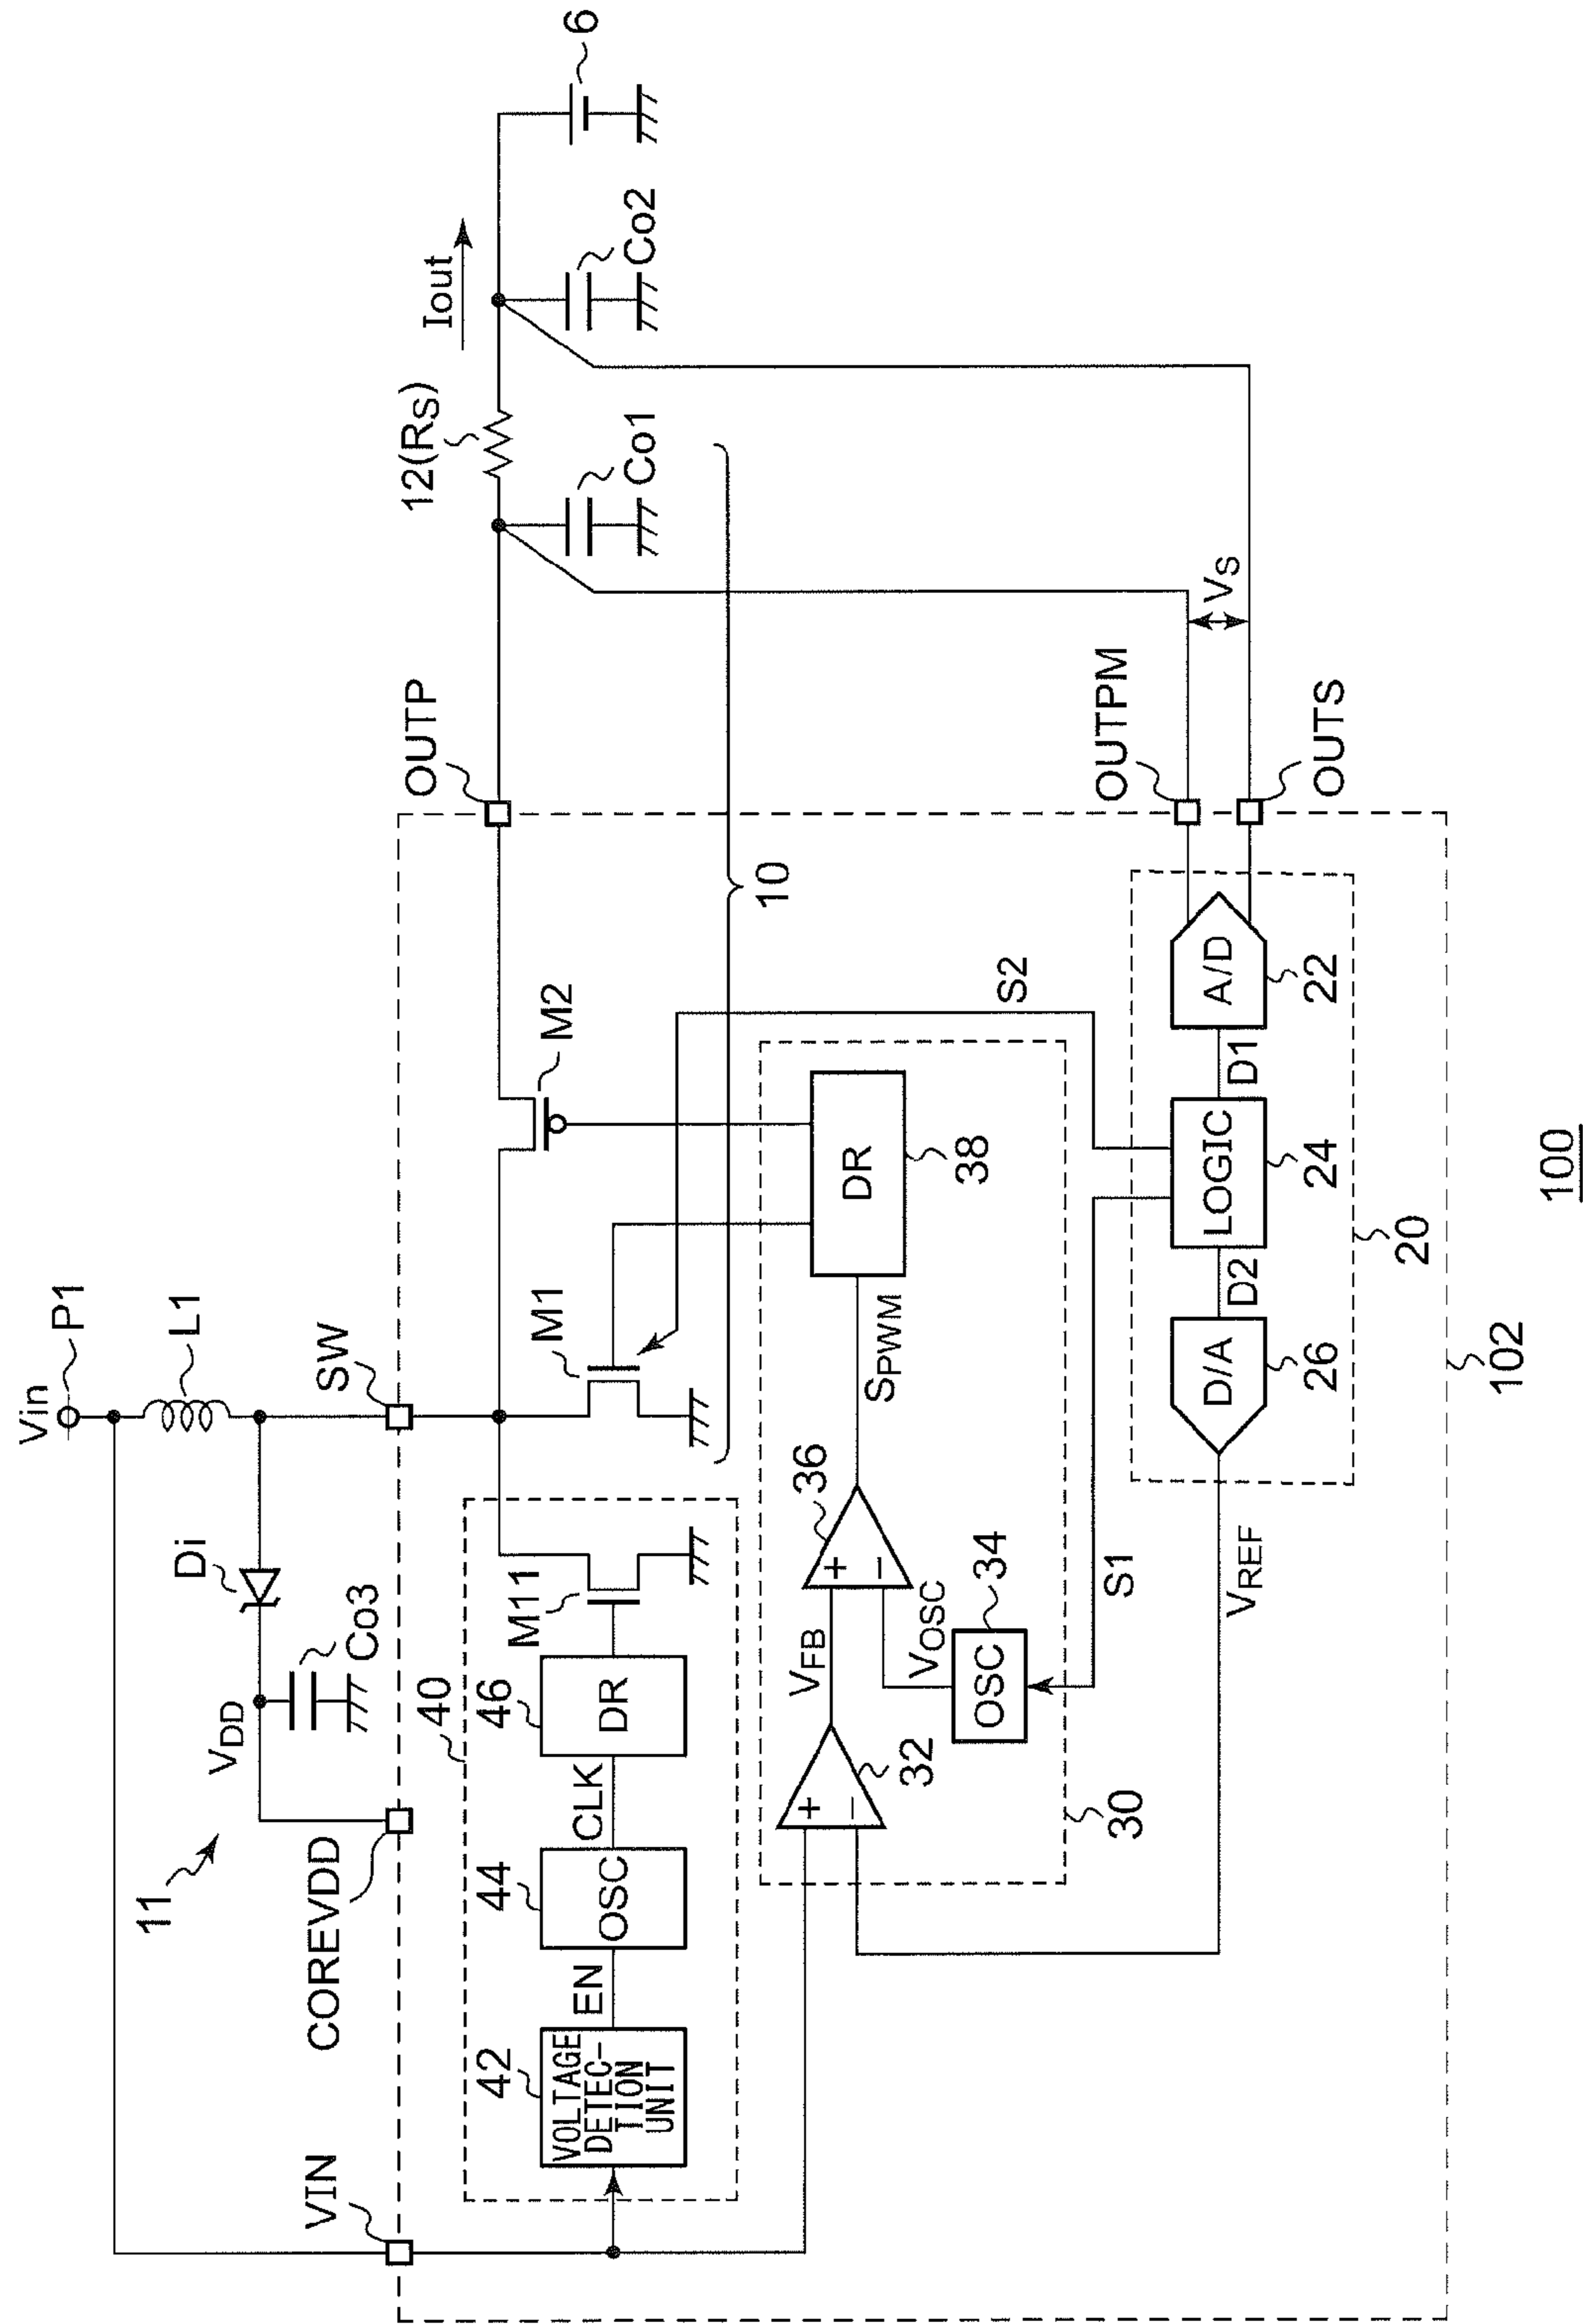 Vin
P1
L1
SW
Di
Co3
VDD
11
COREVDD
VIN
OUTP
12(RS)
Iout
Co1
Co2
6
40
42
VOLTAGE
DETEC-
TION
UNIT
EN
44
OSC
CLK
46
DR
M11
M1
M2
10
32
+
−
VFB
36
+
−
VOSC
34
OSC
SPWM
DR
38
30
S1
S2
VREF
D/A
26
D2
LOGIC
24
D1
A/D
22
20
OUTPM
OUTS
VS
102
100